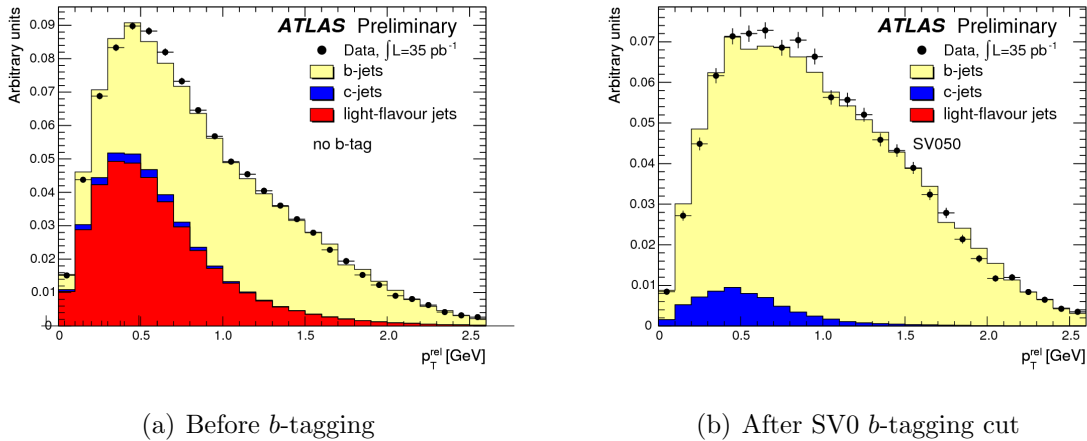 ATLAS Preliminary
Data, ∫L=35 pb⁻¹
b-jets
c-jets
light-flavour jets
no b-tag
Arbitrary units
0.09
0.08
0.07
0.06
0.05
0.04
0.03
0.02
0.01
0
0 0.5 1.0 1.5 2.0 2.5
p_T^rel [GeV]
(a) Before b-tagging
ATLAS Preliminary
Data, ∫L=35 pb⁻¹
b-jets
c-jets
light-flavour jets
SV050
Arbitrary units
0.07
0.06
0.05
0.04
0.03
0.02
0.01
0
0 0.5 1.0 1.5 2.0 2.5
p_T^rel [GeV]
(b) After SV0 b-tagging cut